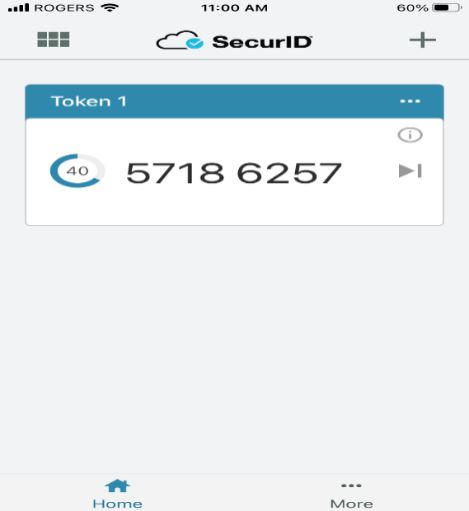 ROGERS 11:00 AM 60%
SecurID
Token 1
40 5718 6257
Home More